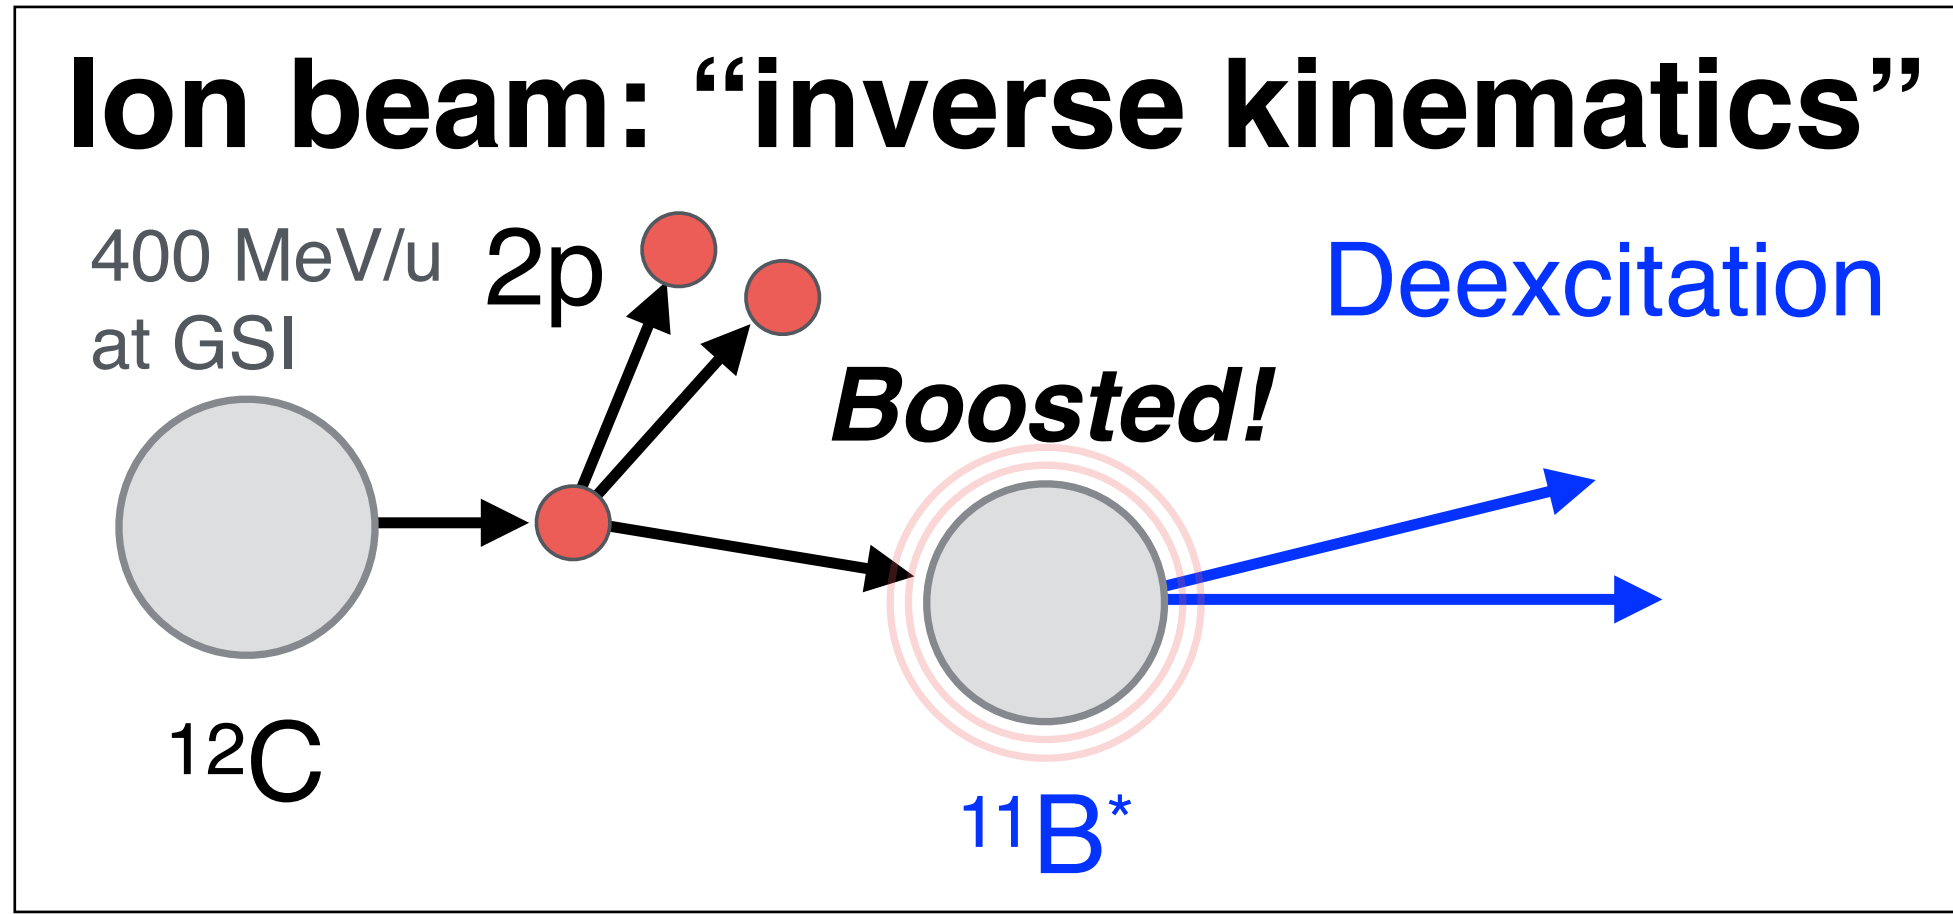 Ion beam: “inverse kinematics”
400 MeV/u
at GSI
2p
Deexcitation
Boosted!
¹²C
¹¹B*